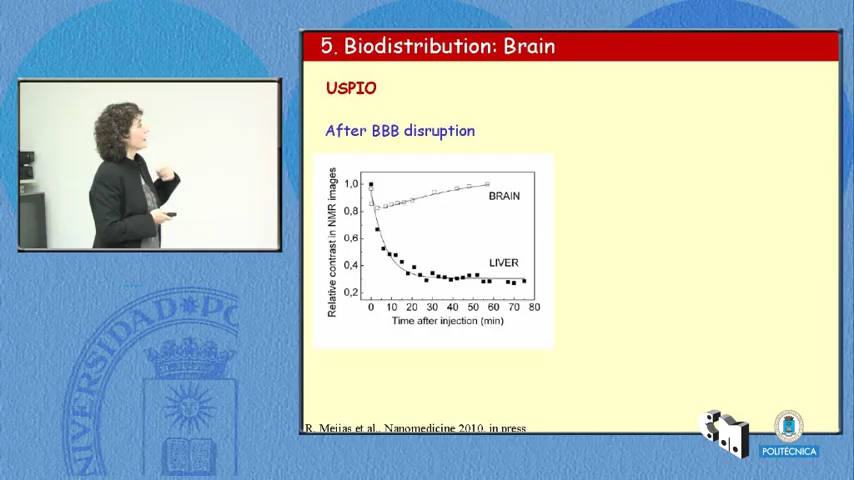 5. Biodistribution: Brain
USPIO
After BBB disruption
Relative contrast in NMR images
1,0
0,8
0,6
0,4
0,2
BRAIN
LIVER
0 10 20 30 40 50 60 70 80
Time after injection (min)
R. Mejias et al., Nanomedicine 2010, in press
POLITÉCNICA